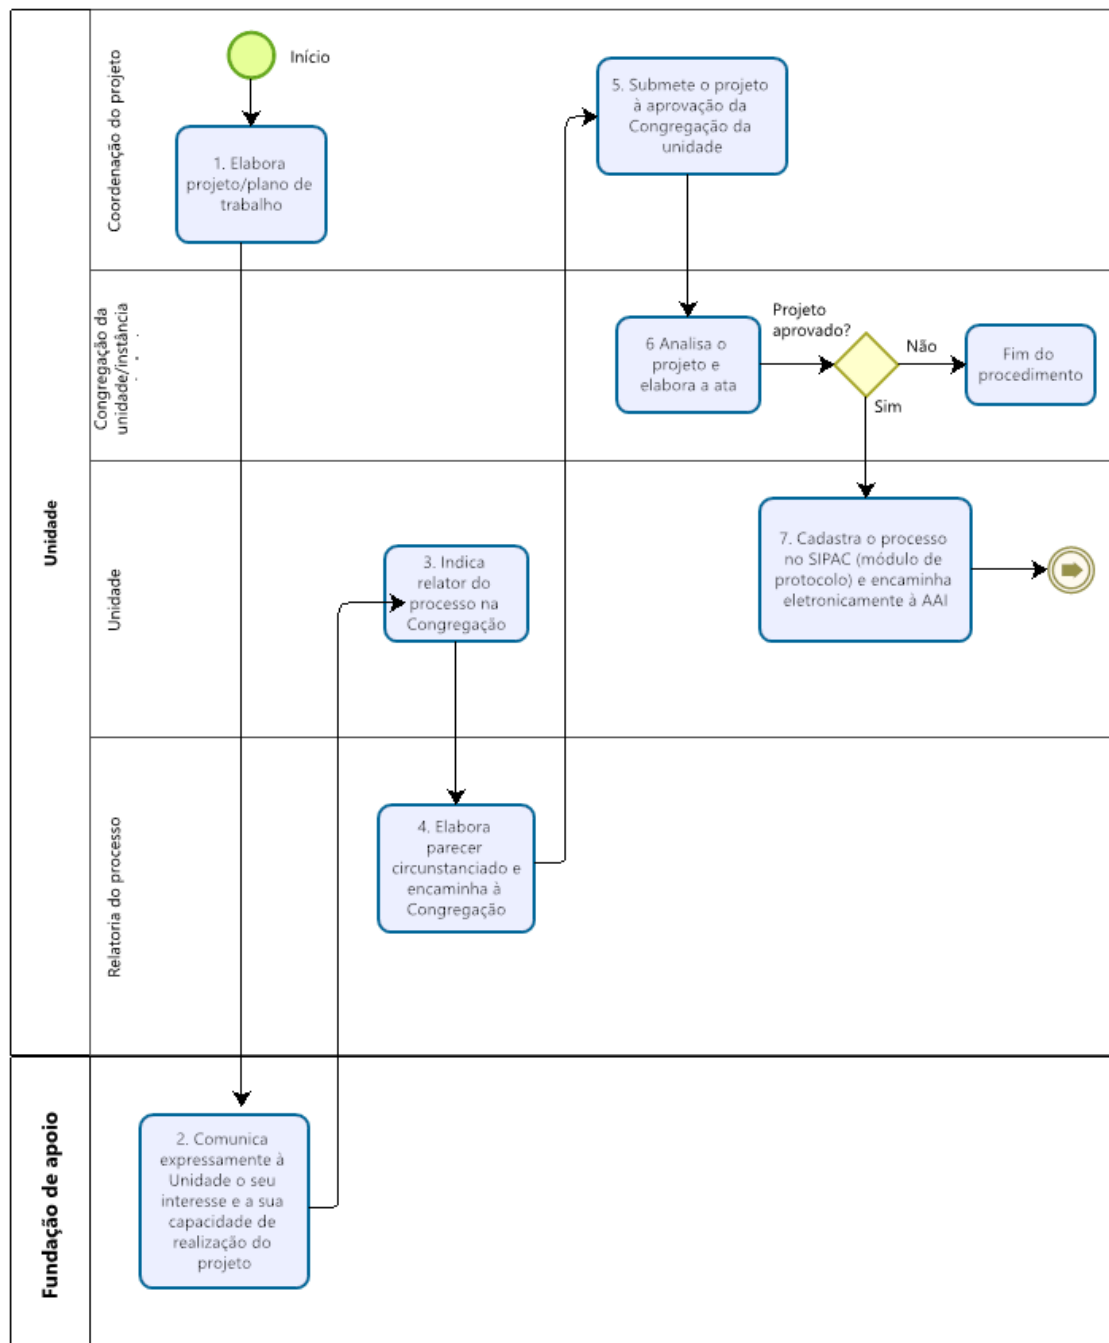 Unidade
Coordenação do projeto
Início
1. Elabora
projeto/plano de
trabalho
5. Submete o projeto
à aprovação da
Congregação da
unidade
Congregação da
unidade/instância
6 Analisa o
projeto e
elabora a ata
Projeto
aprovado?
Não
Sim
Fim do
procedimento
Unidade
3. Indica
relator do
processo na
Congregação
7. Cadastra o processo
no SIPAC (módulo de
protocolo) e encaminha
eletronicamente à AAI
Relatoria do processo
4. Elabora
parecer
circunstanciado e
encaminha à
Congregação
Fundação de apoio
2. Comunica
expressamente à
Unidade o seu
interesse e a sua
capacidade de
realização do
projeto